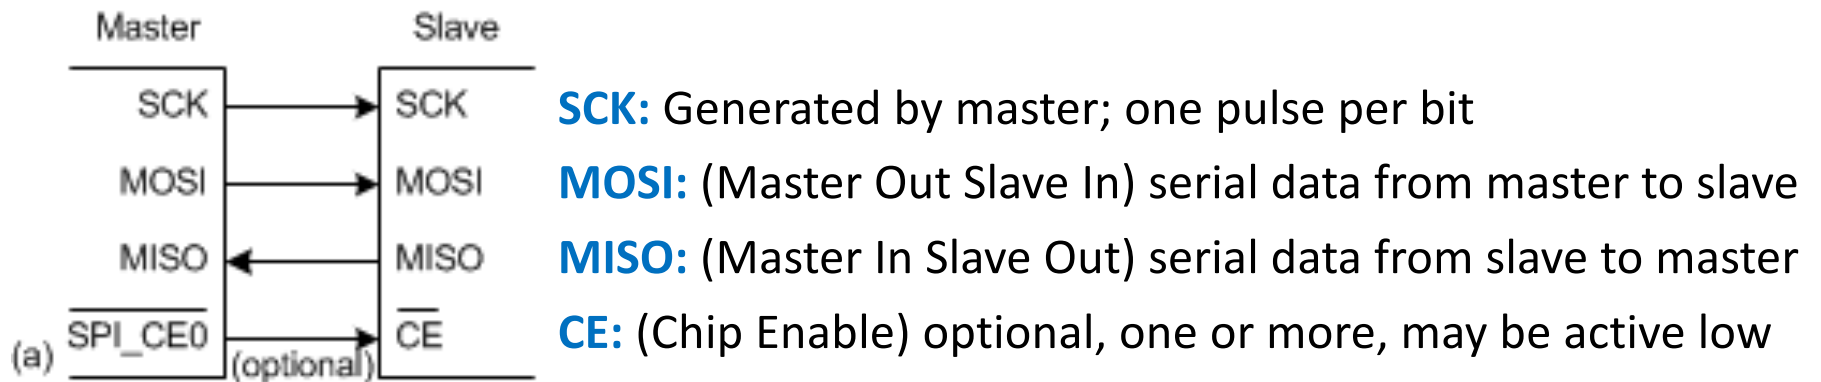 Master Slave
SCK SCK SCK: Generated by master; one pulse per bit
MOSI MOSI MOSI: (Master Out Slave In) serial data from master to slave
MISO MISO MISO: (Master In Slave Out) serial data from slave to master
(a) S̅P̅I̅_̅C̅E̅0̅ (optional) C̅E̅ CE: (Chip Enable) optional, one or more, may be active low